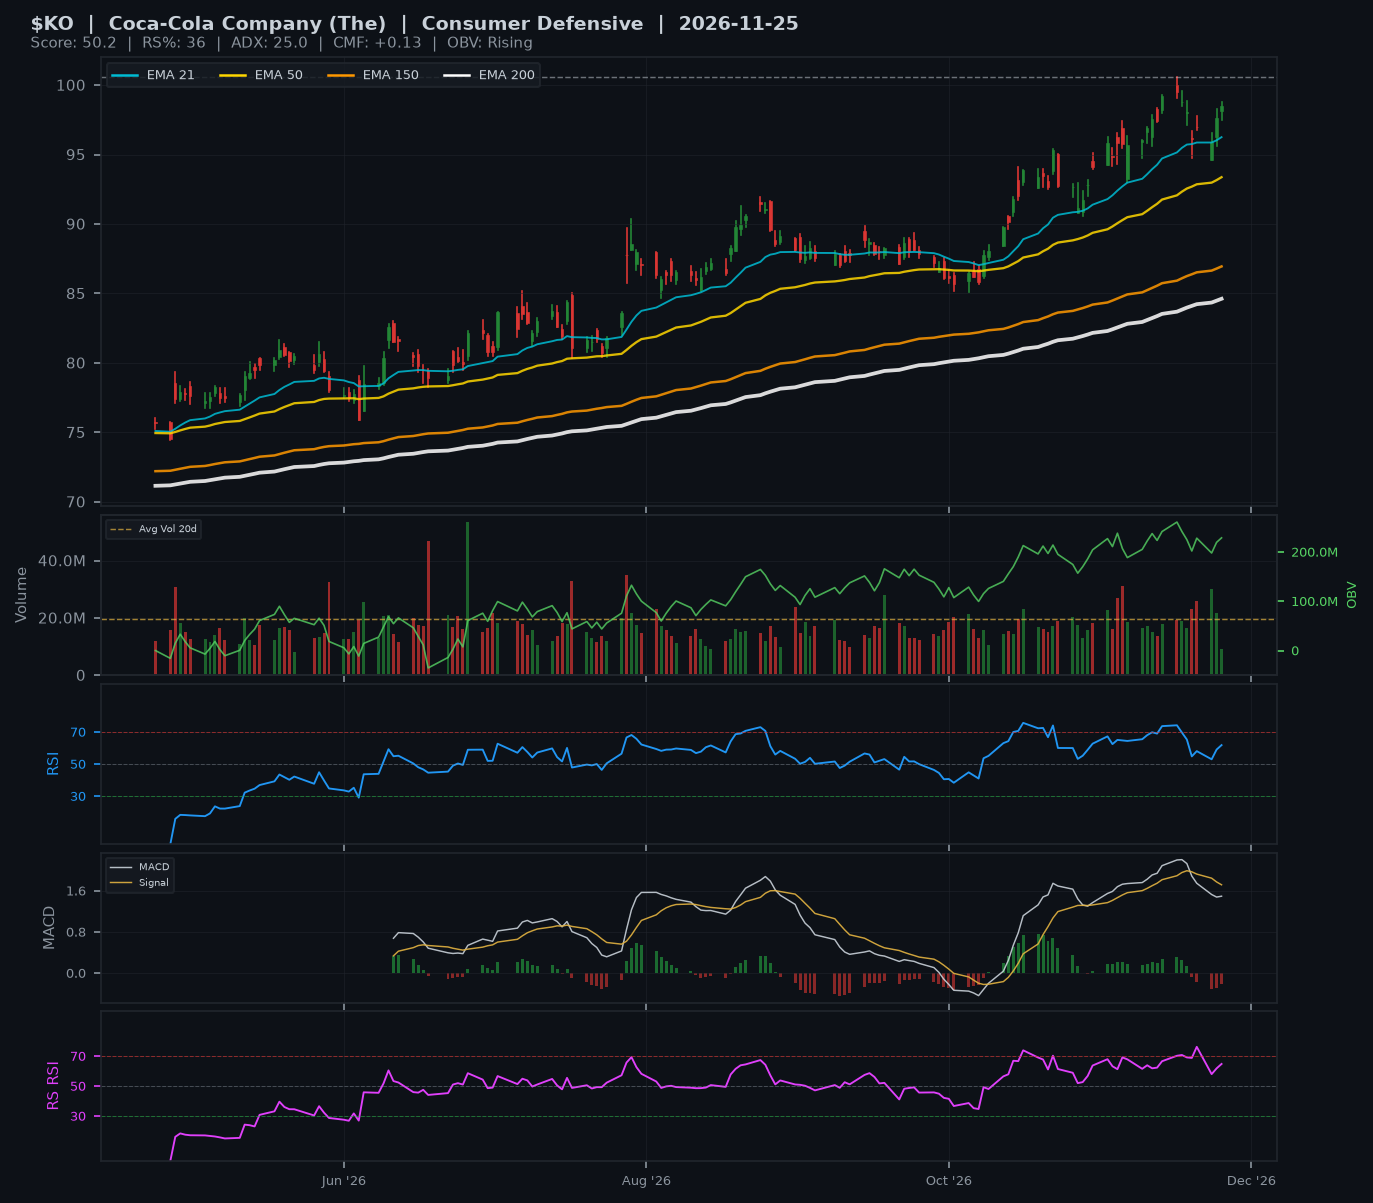 $KO | Coca-Cola Company (The) | Consumer Defensive | 2026-11-25
Score: 50.2 | RS%: 36 | ADX: 25.0 | CMF: +0.13 | OBV: Rising
EMA 21 EMA 50 EMA 150 EMA 200
100
95
90
85
80
75
70
Avg Vol 20d
Volume
40.0M
20.0M
0
200.0M
100.0M
0
OBV
RSI
70
50
30
MACD
Signal
MACD
1.6
0.8
0.0
RS RSI
70
50
30
Jun '26 Aug '26 Oct '26 Dec '26